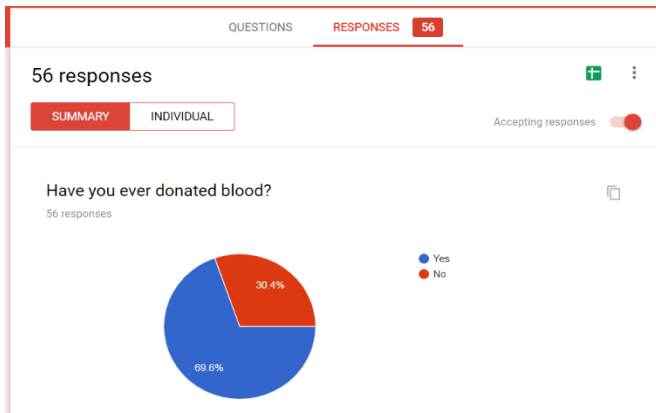 QUESTIONS RESPONSES 56
56 responses
SUMMARY INDIVIDUAL
Accepting responses
Have you ever donated blood?
56 responses
Yes
No
30.4%
69.6%